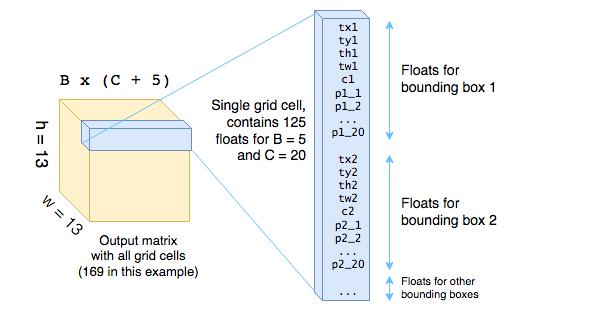 B x (C + 5)
h = 13
w = 13
Output matrix
with all grid cells
(169 in this example)
Single grid cell,
contains 125
floats for B = 5
and C = 20
tx1
ty1
th1
tw1
c1
p1_1
p1_2
...
p1_20
tx2
ty2
th2
tw2
c2
p2_1
p2_2
...
p2_20
...
Floats for
bounding box 1
Floats for
bounding box 2
Floats for other
bounding boxes